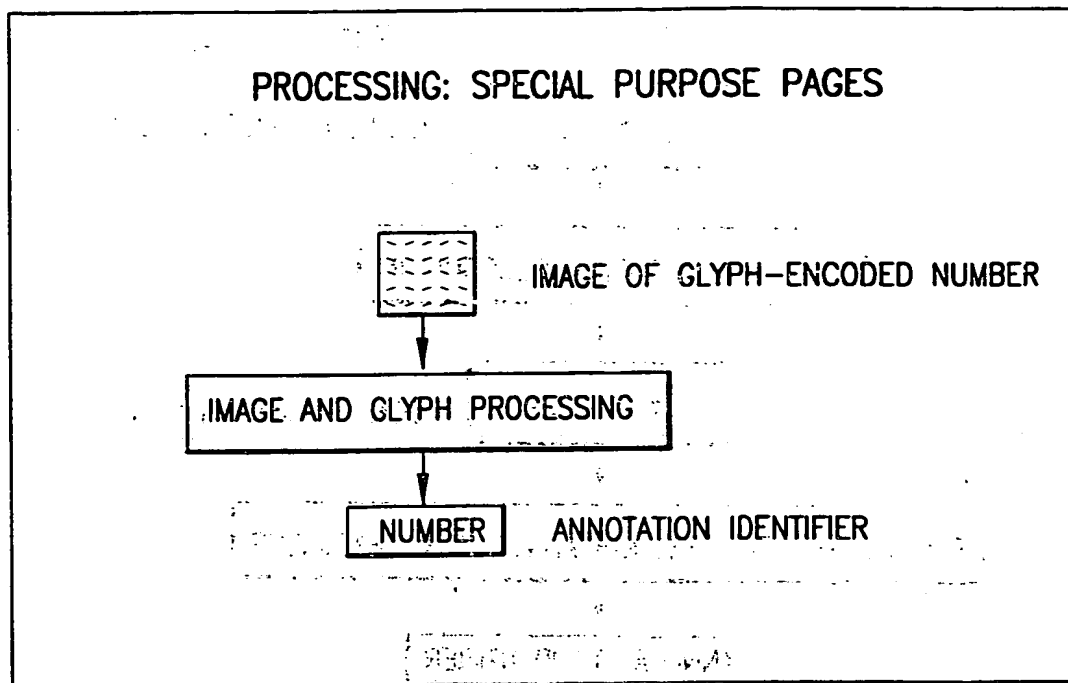 PROCESSING: SPECIAL PURPOSE PAGES
IMAGE OF GLYPH-ENCODED NUMBER
IMAGE AND GLYPH PROCESSING
NUMBER ANNOTATION IDENTIFIER